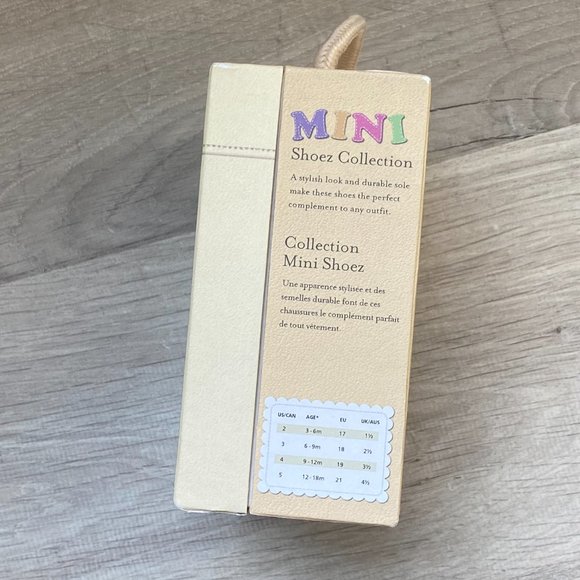 MINI
Shoez Collection
A stylish look and durable sole
make these shoes the perfect
complement to any outfit.
Collection
Mini Shoez
Une apparence stylisée et des
semelles durable font de ces
chaussures le complément parfait
de tout vêtement.
US/CAN AGE* EU UK/AUS
2 3-6m 17 1½
3 6-9m 18 2½
4 9-12m 19 3½
5 12-18m 21 4½